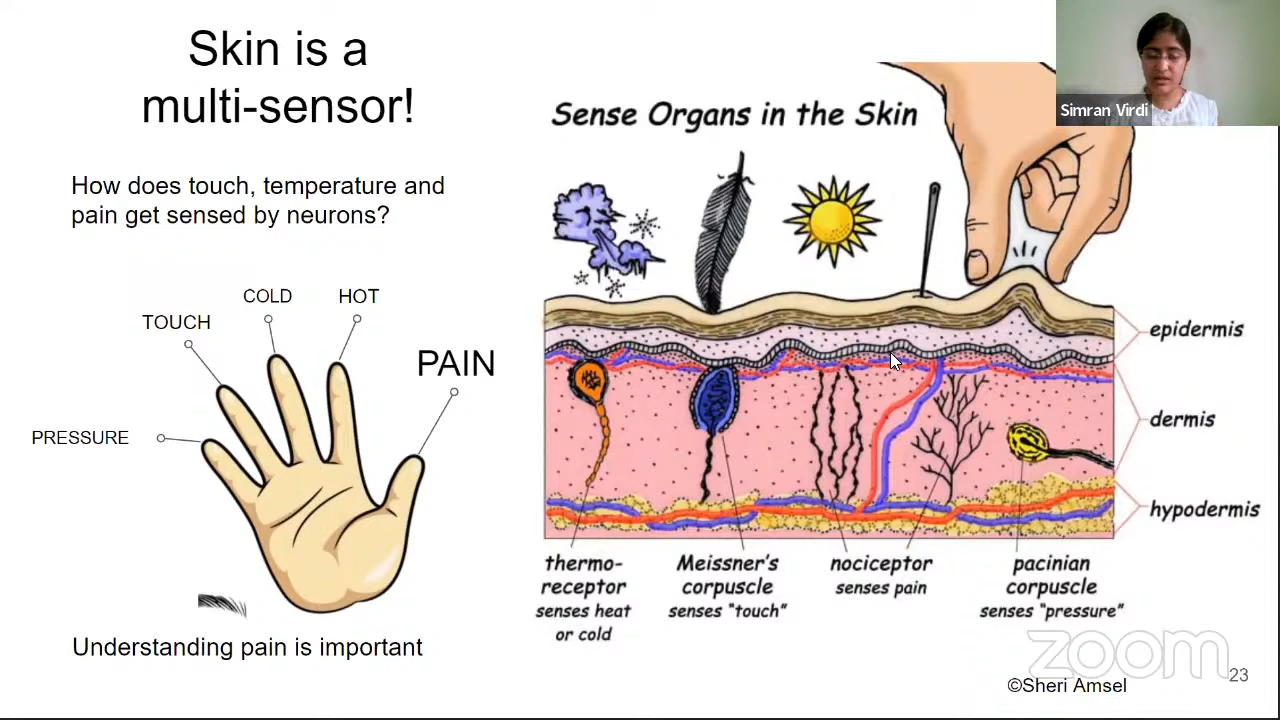 Skin is a
multi-sensor!
How does touch, temperature and
pain get sensed by neurons?
COLD
HOT
TOUCH
PAIN
PRESSURE
Understanding pain is important
Simran Virdi
Sense Organs in the Skin
epidermis
dermis
hypodermis
thermo-
receptor
senses heat
or cold
Meissner's
corpuscle
senses "touch"
nociceptor
senses pain
pacinian
corpuscle
senses "pressure"
zoom
©Sheri Amsel
23